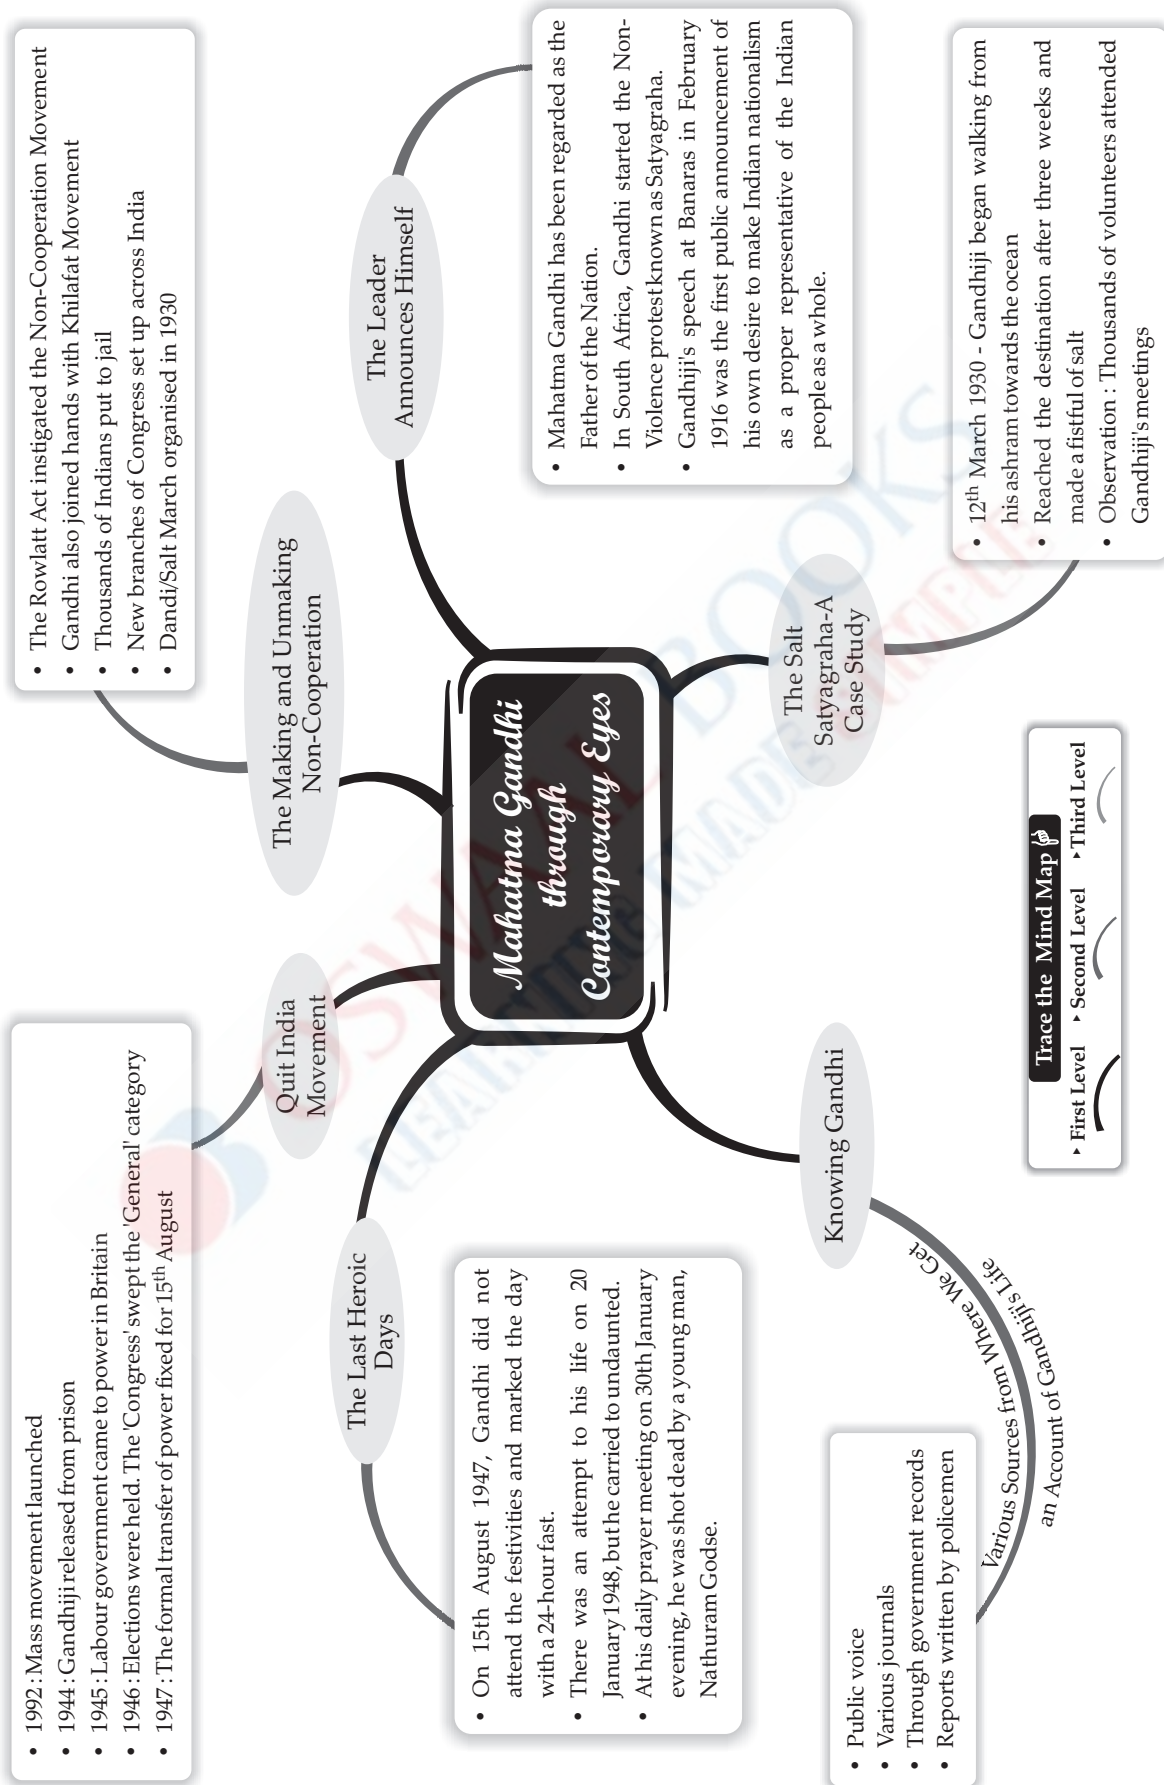 Mahatma Gandhi
through
Contemporary Eyes
The Leader
Announces Himself
• Mahatma Gandhi has been regarded as the
Father of the Nation.
• In South Africa, Gandhi started the Non-
Violence protest known as Satyagraha.
• Gandhiji's speech at Banaras in February
1916 was the first public announcement of
his own desire to make Indian nationalism
as a proper representative of the Indian
people as a whole.
The Making and Unmaking
Non-Cooperation
• The Rowlatt Act instigated the Non-Cooperation Movement
• Gandhi also joined hands with Khilafat Movement
• Thousands of Indians put to jail
• New branches of Congress set up across India
• Dandi/Salt March organised in 1930
The Salt
Satyagraha-A
Case Study
• 12th March 1930 - Gandhiji began walking from
his ashram towards the ocean
• Reached the destination after three weeks and
made a fistful of salt
• Observation : Thousands of volunteers attended
Gandhiji's meetings
Quit India
Movement
• 1992 : Mass movement launched
• 1944 : Gandhiji released from prison
• 1945 : Labour government came to power in Britain
• 1946 : Elections were held. The 'Congress' swept the 'General' category
• 1947 : The formal transfer of power fixed for 15th August
The Last Heroic
Days
• On 15th August 1947, Gandhi did not
attend the festivities and marked the day
with a 24-hour fast.
• There was an attempt to his life on 20
January 1948, but he carried to undaunted.
• At his daily prayer meeting on 30th January
evening, he was shot dead by a young man,
Nathuram Godse.
Knowing Gandhi
Various Sources from Where We Get
an Account of Gandhiji's Life
• Public voice
• Various journals
• Through government records
• Reports written by policemen
Trace the Mind Map
▸ First Level ▸ Second Level ▸ Third Level
OSWAAL BOOKS
LEARNING MADE SIMPLE